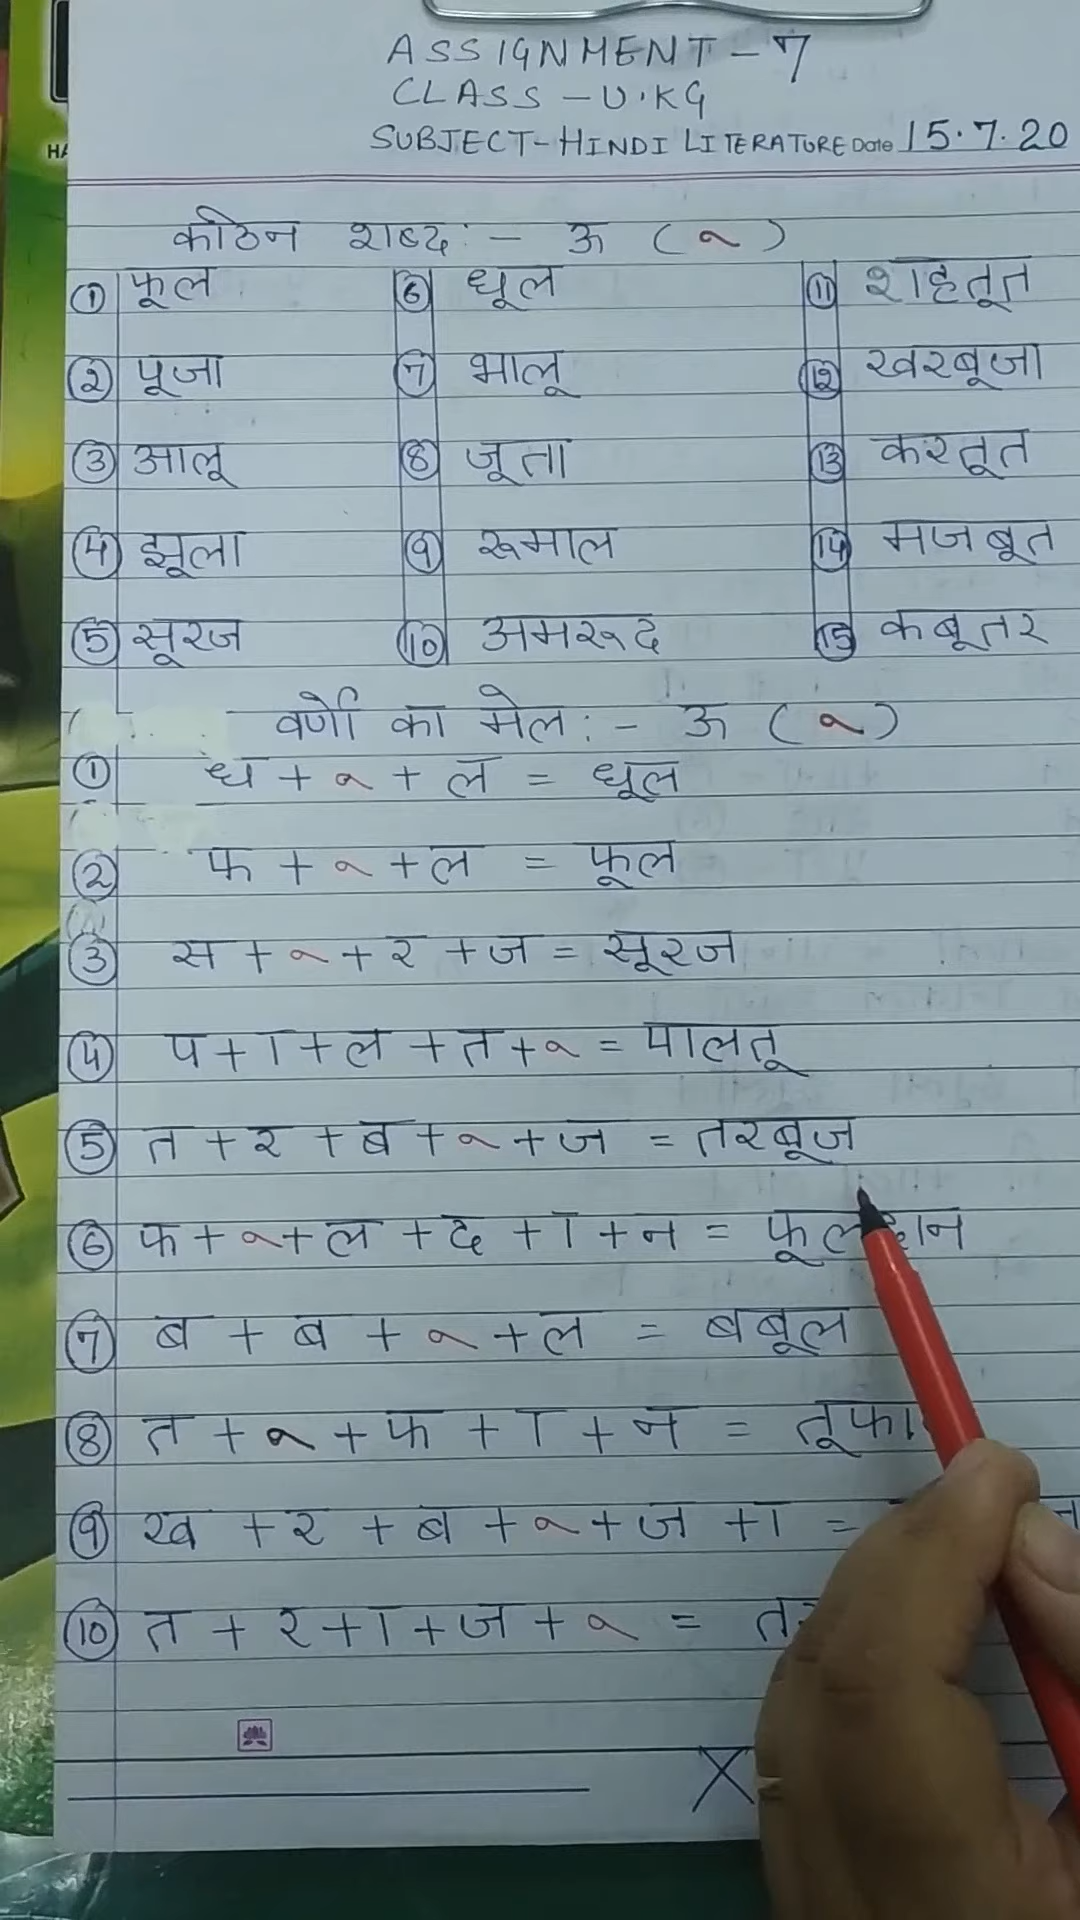 ASSIGNMENT-7
CLASS-U.KG
SUBJECT-HINDI LITERATURE Date 15.7.20
कठिन शब्द:- ऊ ( ू )
① फूल ⑥ धूल ⑪ शहतूत
② पूजा ⑦ भालू ⑫ खरबूजा
③ आलू ⑧ जूता ⑬ करतूत
④ झूला ⑨ रूमाल ⑭ मजबूत
⑤ सूरज ⑩ अमरूद ⑮ कबूतर
वर्णो का मेल:- ऊ ( ू )
① ध + ू + ल = धूल
② फ + ू + ल = फूल
③ स + ू + र + ज = सूरज
④ प + ा + ल + त + ू = पालतू
⑤ त + र + ब + ू + ज = तरबूज
⑥ फ + ू + ल + द + ा + न = फूलदान
⑦ ब + ब + ू + ल = बबूल
⑧ त + ू + फ + ा + न = तूफा
⑨ ख + र + ब + ू + ज + ा =
⑩ त + र + ा + ज + ू = त
X